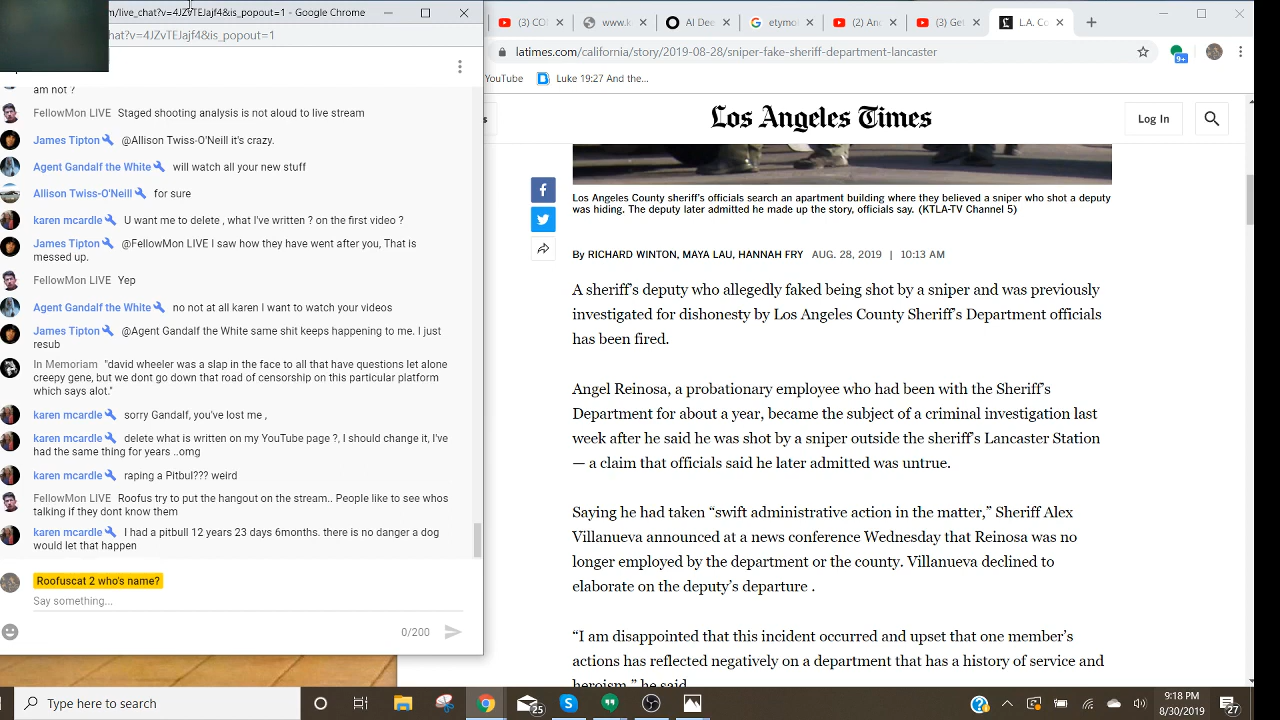 m/live_chat?v=4JZvTEJajf4&is_popout=1 - Google Chrome
hat?v=4JZvTEJajf4&is_popout=1
am not ?
FellowMon LIVE Staged shooting analysis is not aloud to live stream
James Tipton @Allison Twiss-O'Neill it's crazy.
Agent Gandalf the White will watch all your new stuff
Allison Twiss-O'Neill for sure
karen mcardle U want me to delete , what I've written ? on the first video ?
James Tipton @FellowMon LIVE I saw how they have went after you, That is
messed up.
FellowMon LIVE Yep
Agent Gandalf the White no not at all karen I want to watch your videos
James Tipton @Agent Gandalf the White same shit keeps happening to me. I just
resub
In Memoriam "david wheeler was a slap in the face to all that have questions let alone
creepy gene, but we dont go down that road of censorship on this particular platform
which says alot."
karen mcardle sorry Gandalf, you've lost me ,
karen mcardle delete what is written on my YouTube page ?, I should change it, I've
had the same thing for years ..omg
karen mcardle raping a Pitbul??? weird
FellowMon LIVE Roofus try to put the hangout on the stream.. People like to see whos
talking if they dont know them
karen mcardle I had a pitbull 12 years 23 days 6months. there is no danger a dog
would let that happen
Roofuscat 2 who's name?
Say something...
0/200
(3) CCI
www.k
AI Dee
etymo
(2) An
(3) Ge
L.A. Co
latimes.com/california/story/2019-08-28/sniper-fake-sheriff-department-lancaster
9+
YouTube
Luke 19:27 And the...
s
Los Angeles Times
Log In
Los Angeles County sheriff's officials search an apartment building where they believed a sniper who shot a deputy
was hiding. The deputy later admitted he made up the story, officials say. (KTLA-TV Channel 5)
By RICHARD WINTON, MAYA LAU, HANNAH FRY AUG. 28, 2019 | 10:13 AM
A sheriff's deputy who allegedly faked being shot by a sniper and was previously
investigated for dishonesty by Los Angeles County Sheriff's Department officials
has been fired.
Angel Reinosa, a probationary employee who had been with the Sheriff's
Department for about a year, became the subject of a criminal investigation last
week after he said he was shot by a sniper outside the sheriff's Lancaster Station
— a claim that officials said he later admitted was untrue.
Saying he had taken "swift administrative action in the matter," Sheriff Alex
Villanueva announced at a news conference Wednesday that Reinosa was no
longer employed by the department or the county. Villanueva declined to
elaborate on the deputy's departure .
"I am disappointed that this incident occurred and upset that one member's
actions has reflected negatively on a department that has a history of service and
heroism," he said.
Type here to search
25
9:18 PM
8/30/2019
27